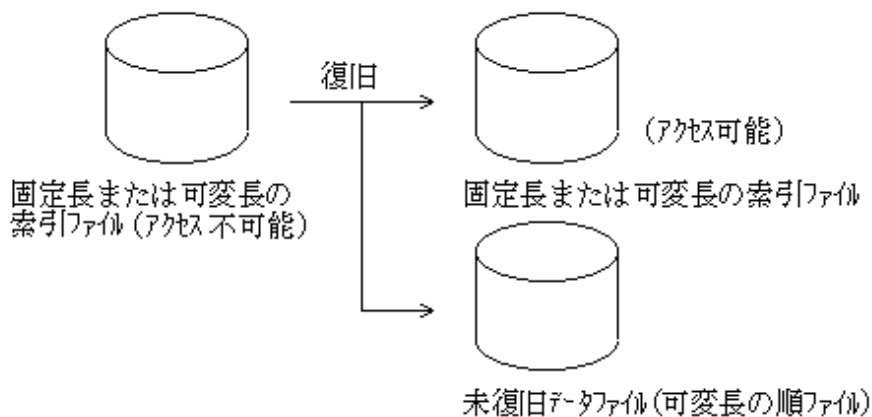 復旧
(アクセス可能)
固定長または可変長の
索引ファイル(アクセス不可能)
固定長または可変長の索引ファイル
未復旧データファイル(可変長の順ファイル)